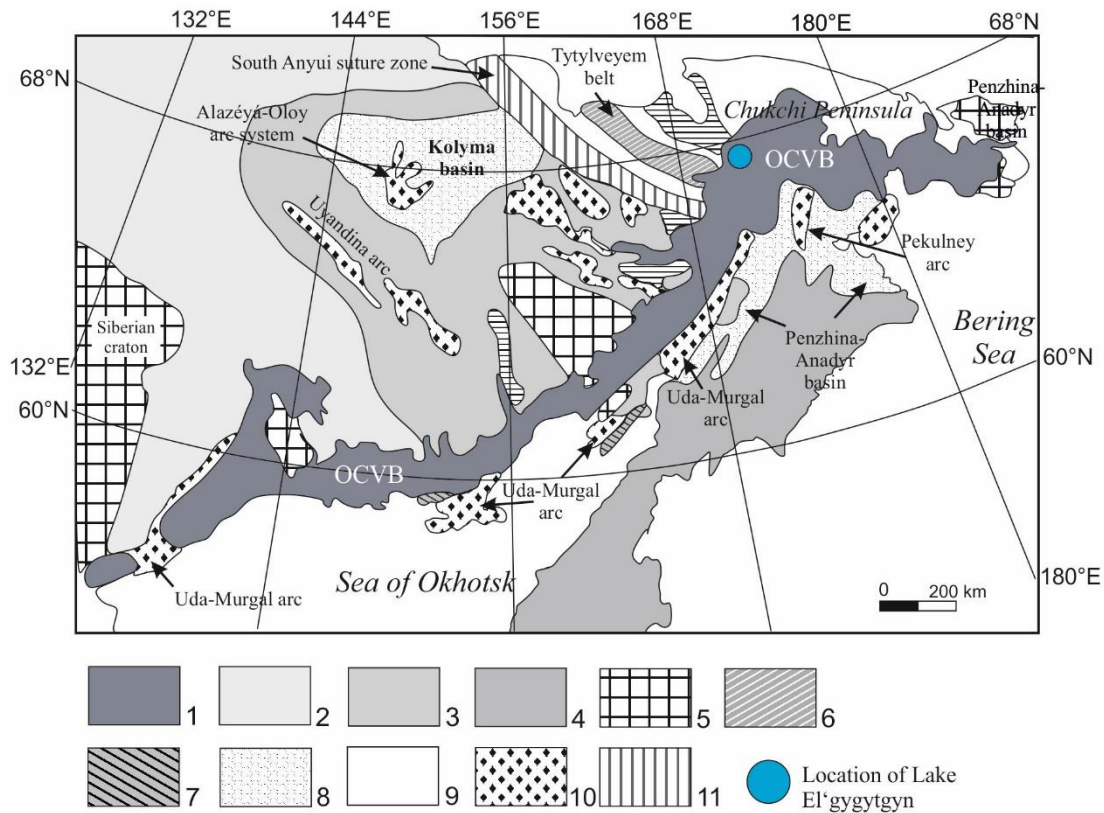 132°E
144°E
156°E
168°E
180°E
68°N
South Anyui suture zone
Tytylveyem
belt
Penzhina-
Anadyr
basin
68°N
Alazéyá-Oloy
arc system
Chukchi Peninsula
Kolyma
basin
OCVB
Uyandina arc
Pekulney
arc
Siberian
craton
Bering
Sea
Penzhina-
Anadyr
basin
132°E
60°N
60°N
Uda-Murgal
arc
OCVB
Uda-Murgal
arc
Sea of Okhotsk
180°E
0 200 km
Uda-Murgal arc
1
2
3
4
5
6
7
8
9
10
11
Location of Lake
El‘gygytgyn